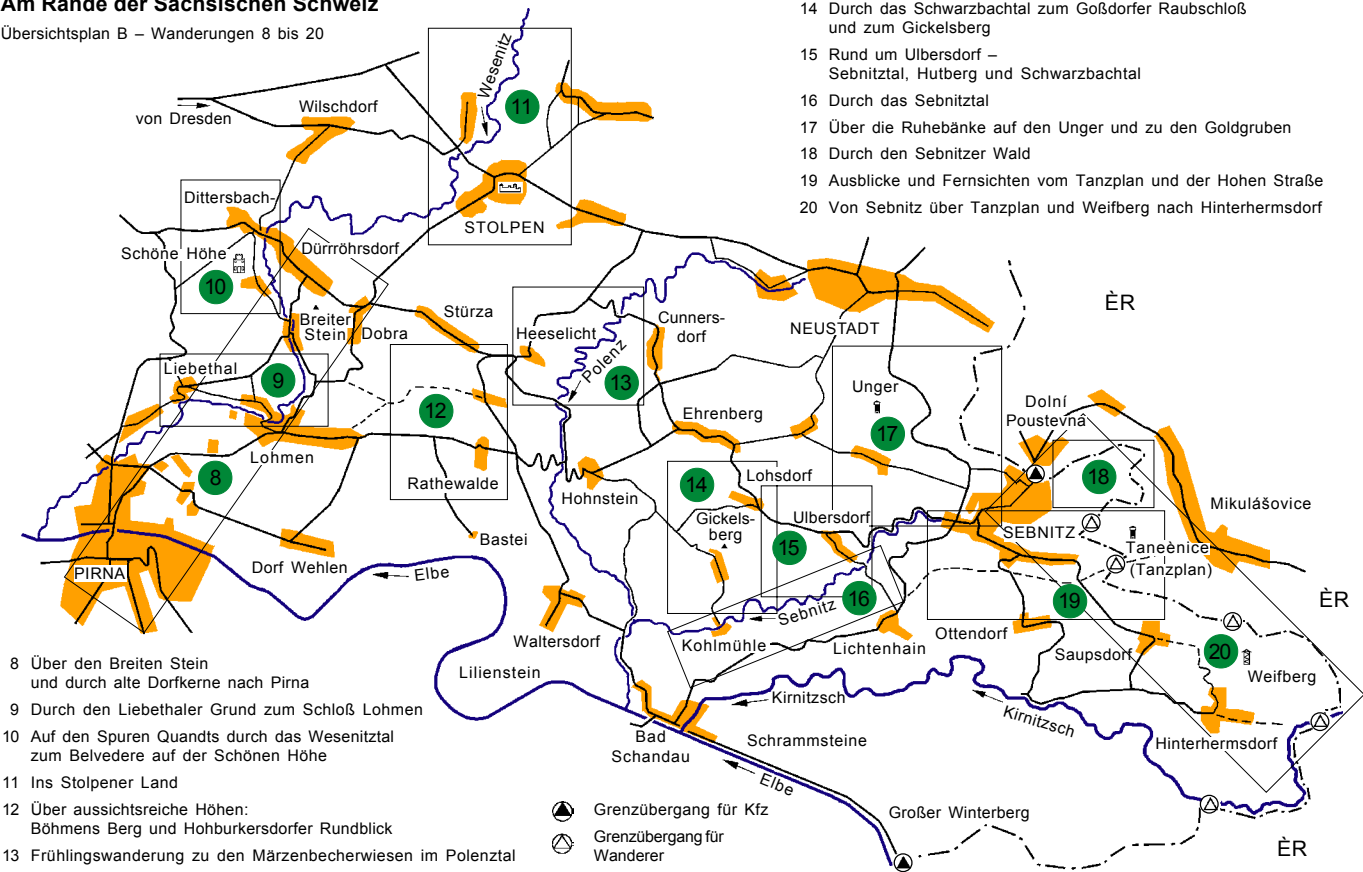 Am Rande der Sächsischen Schweiz
Übersichtsplan B – Wanderungen 8 bis 20
14 Durch das Schwarzbachtal zum Goßdorfer Raubschloß
und zum Gickelsberg
15 Rund um Ulbersdorf –
Sebnitztal, Hutberg und Schwarzbachtal
16 Durch das Sebnitztal
17 Über die Ruhebänke auf den Unger und zu den Goldgruben
18 Durch den Sebnitzer Wald
19 Ausblicke und Fernsichten vom Tanzplan und der Hohen Straße
20 Von Sebnitz über Tanzplan und Weifberg nach Hinterhermsdorf
von Dresden
Wilschdorf
Wesenitz
11
STOLPEN
Dittersbach-
Dürrröhrsdorf
Schöne Höhe
10
Breiter
Stein
Dobra
Stürza
Heeselicht
Polenz
13
Cunners-
dorf
NEUSTADT
ÈR
Liebethal
9
12
Lohmen
8
Rathewalde
Bastei
Dorf Wehlen
PIRNA
Elbe
Ehrenberg
Unger
17
Hohnstein
14
Lohsdorf
Gickels-
berg
15
Ulbersdorf
16
Sebnitz
Dolní
Poustevná
18
Mikulášovice
SEBNITZ
Taneènice
(Tanzplan)
19
ÈR
Waltersdorf
Kohlmühle
Lichtenhain
Ottendorf
Saupsdorf
20
Weifberg
Lilienstein
Kirnitzsch
Kirnitzsch
Hinterhermsdorf
Bad
Schandau
Schrammsteine
Elbe
Großer Winterberg
ÈR
8 Über den Breiten Stein
und durch alte Dorfkerne nach Pirna
9 Durch den Liebethaler Grund zum Schloß Lohmen
10 Auf den Spuren Quandts durch das Wesenitztal
zum Belvedere auf der Schönen Höhe
11 Ins Stolpener Land
12 Über aussichtsreiche Höhen:
Böhmens Berg und Hohburkersdorfer Rundblick
13 Frühlingswanderung zu den Märzenbecherwiesen im Polenztal
Grenzübergang für Kfz
Grenzübergang für
Wanderer